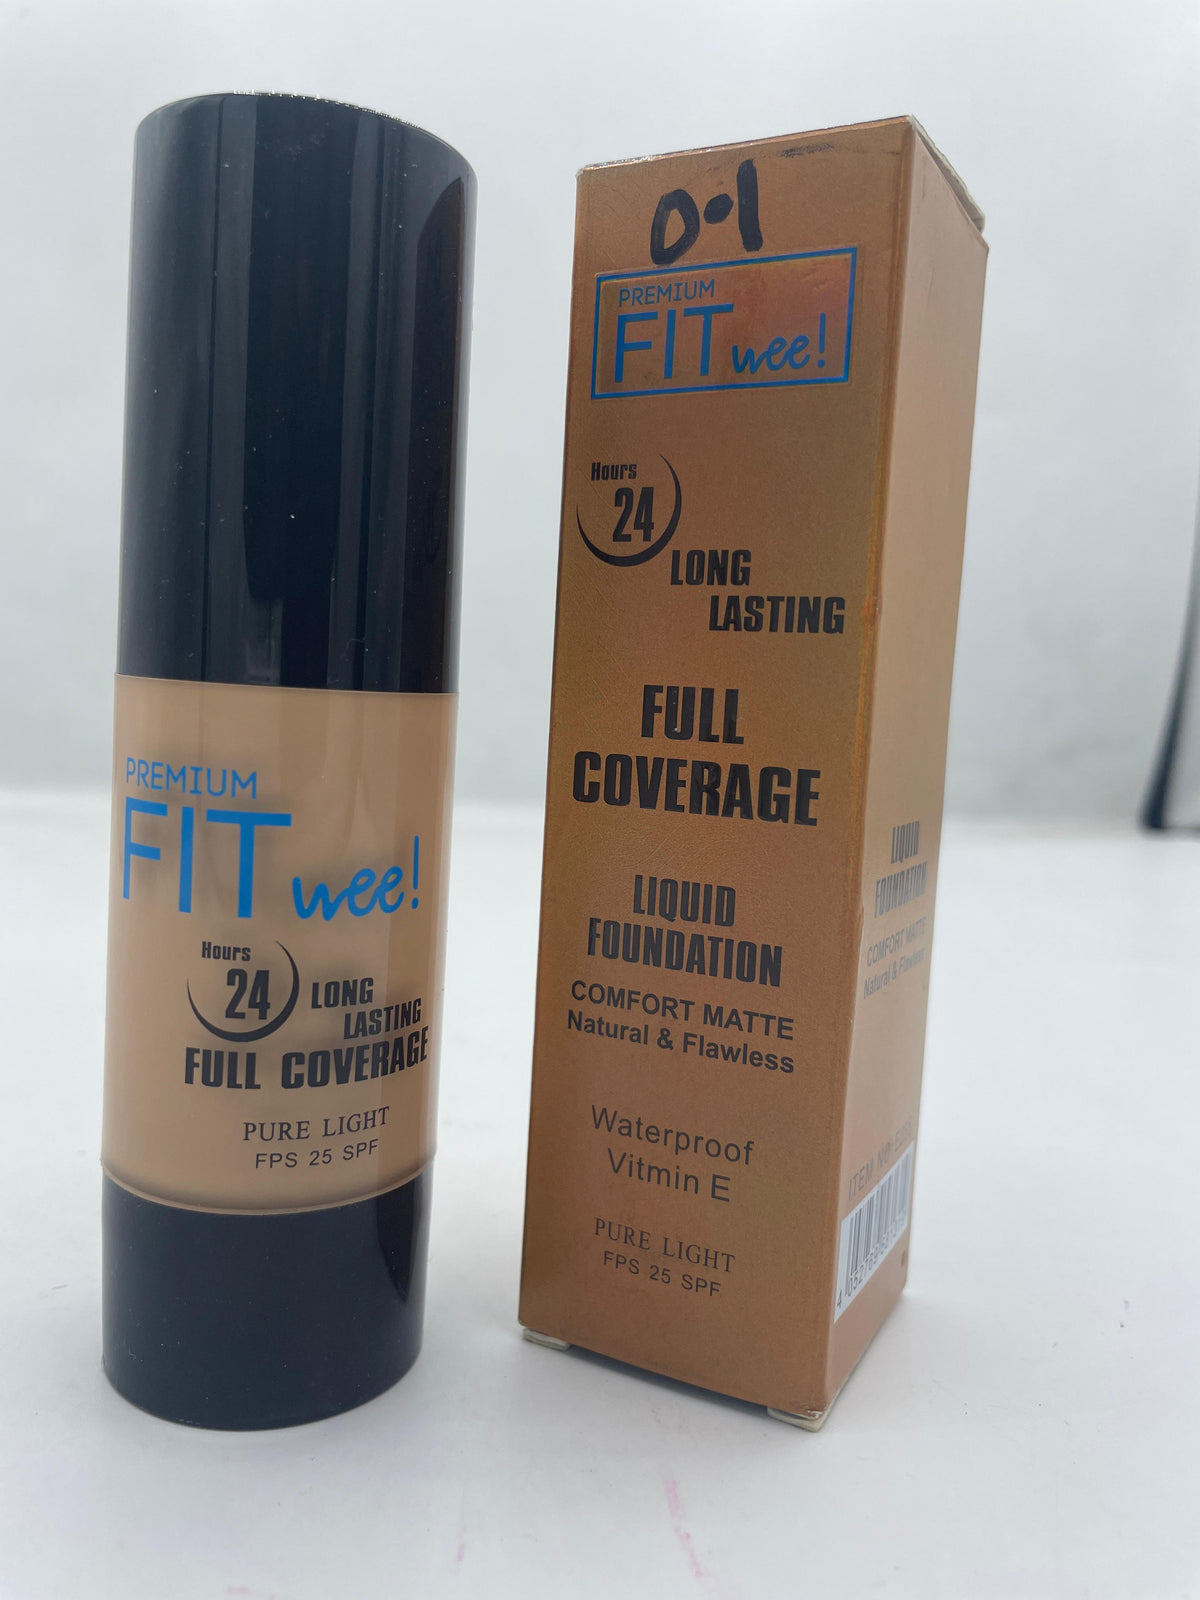 PREMIUM
FIT wee!
Hours
24 LONG
LASTING
FULL COVERAGE
PURE LIGHT
FPS 25 SPF
0-1
PREMIUM
FIT wee!
Hours
24
LONG
LASTING
FULL
COVERAGE
LIQUID
FOUNDATION
COMFORT MATTE
Natural & Flawless
Waterproof
Vitmin E
PURE LIGHT
FPS 25 SPF
LIQUID
FOUNDATION
COMFORT MATTE
Natural & Flawless
ITEM NO